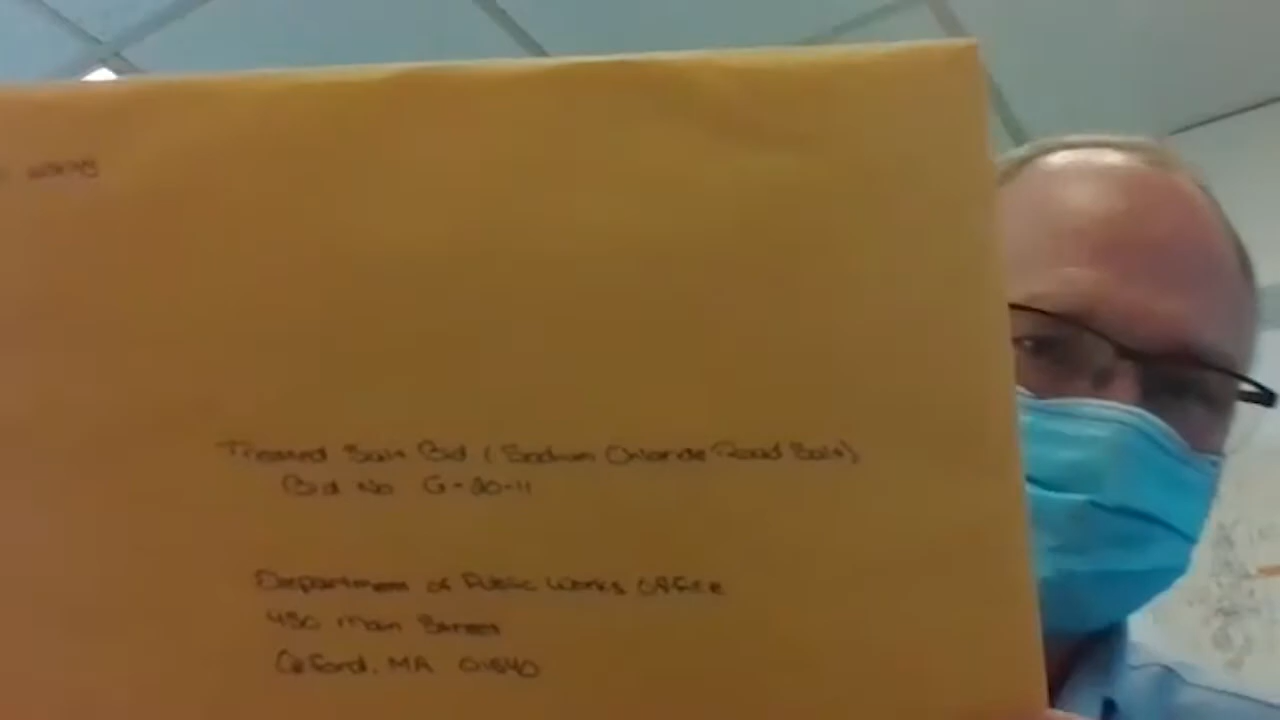 Treated Salt Bid (Sodium Chloride Road Salt)
Bid No G-20-11
Department of Public Works Office
450 Main Street
Oxford, MA 01540